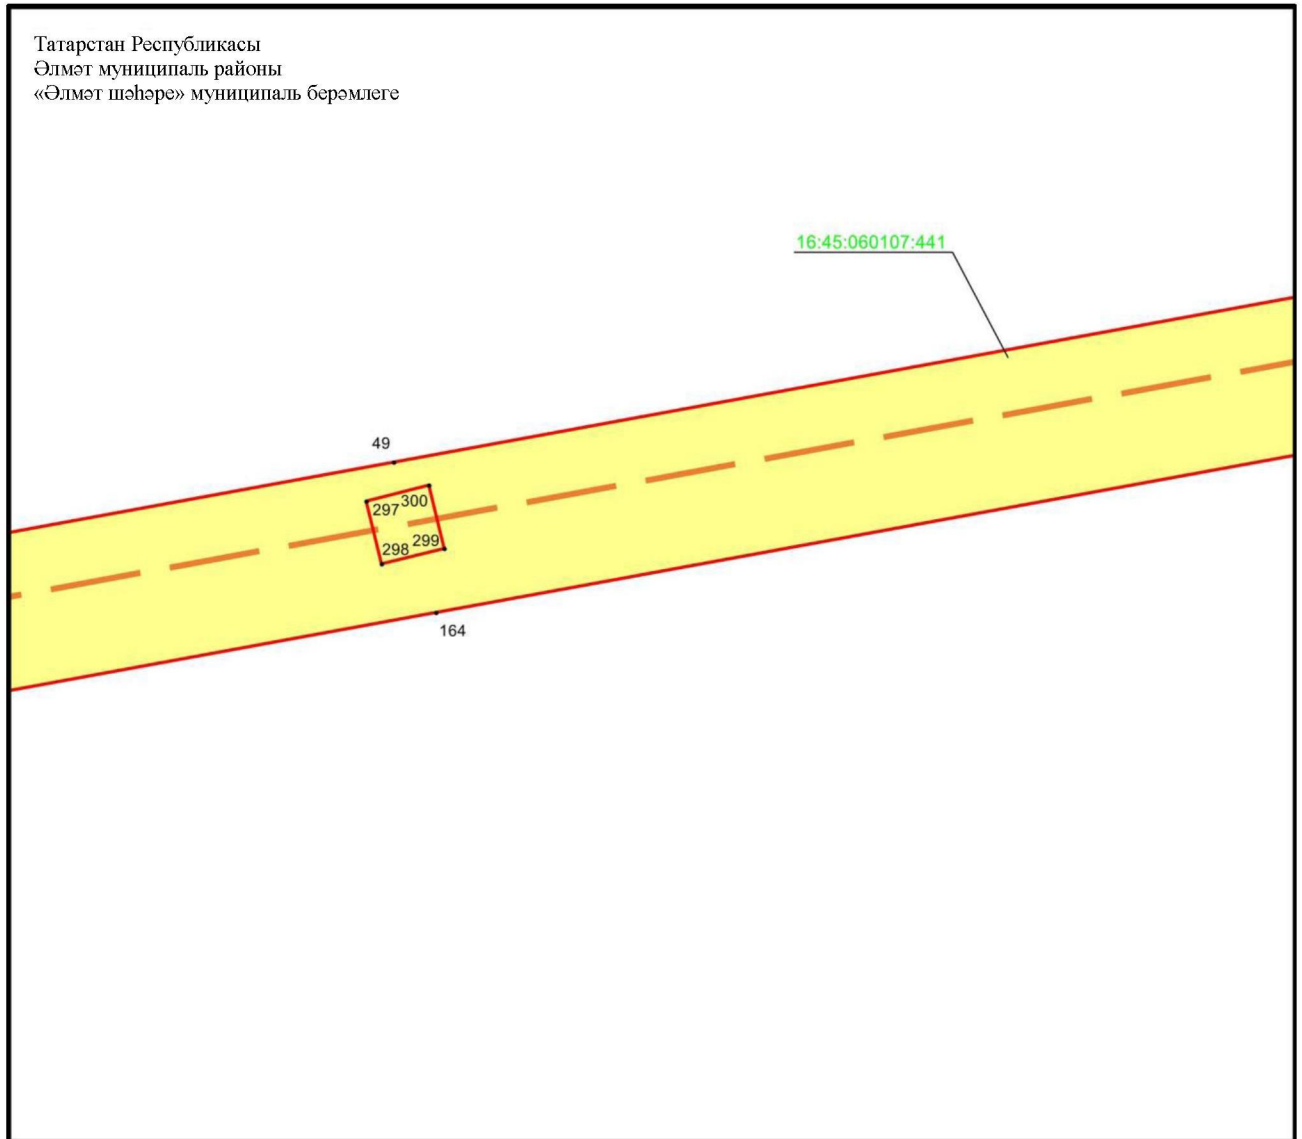 Татарстан Республикасы
Әлмәт муниципаль районы
«Әлмәт шәһәре» муниципаль берәмлеге
16:45:060107:441
49
297 300
298 299
164